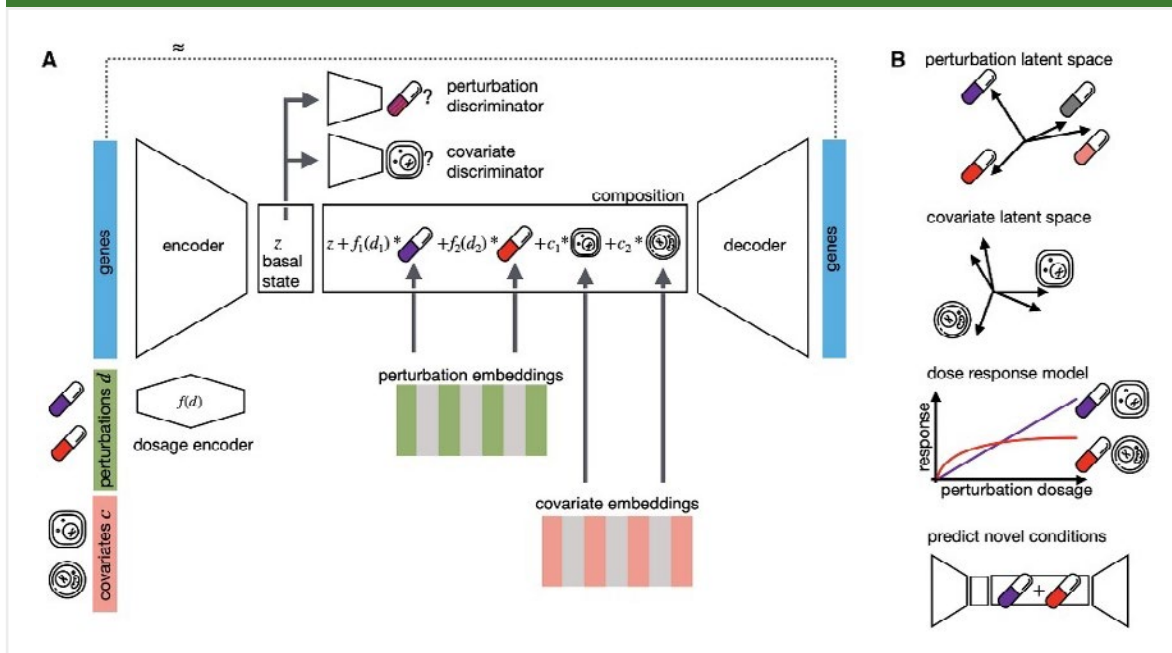 A
≈
perturbation
discriminator
?
covariate
discriminator
?
composition
genes
encoder
z
basal
state
z + f₁(d₁) * +f₂(d₂) * +c₁* +c₂ *
decoder
genes
perturbations d
f(d)
dosage encoder
perturbation embeddings
covariates c
covariate embeddings
B
perturbation latent space
covariate latent space
dose response model
response
perturbation dosage
predict novel conditions
+